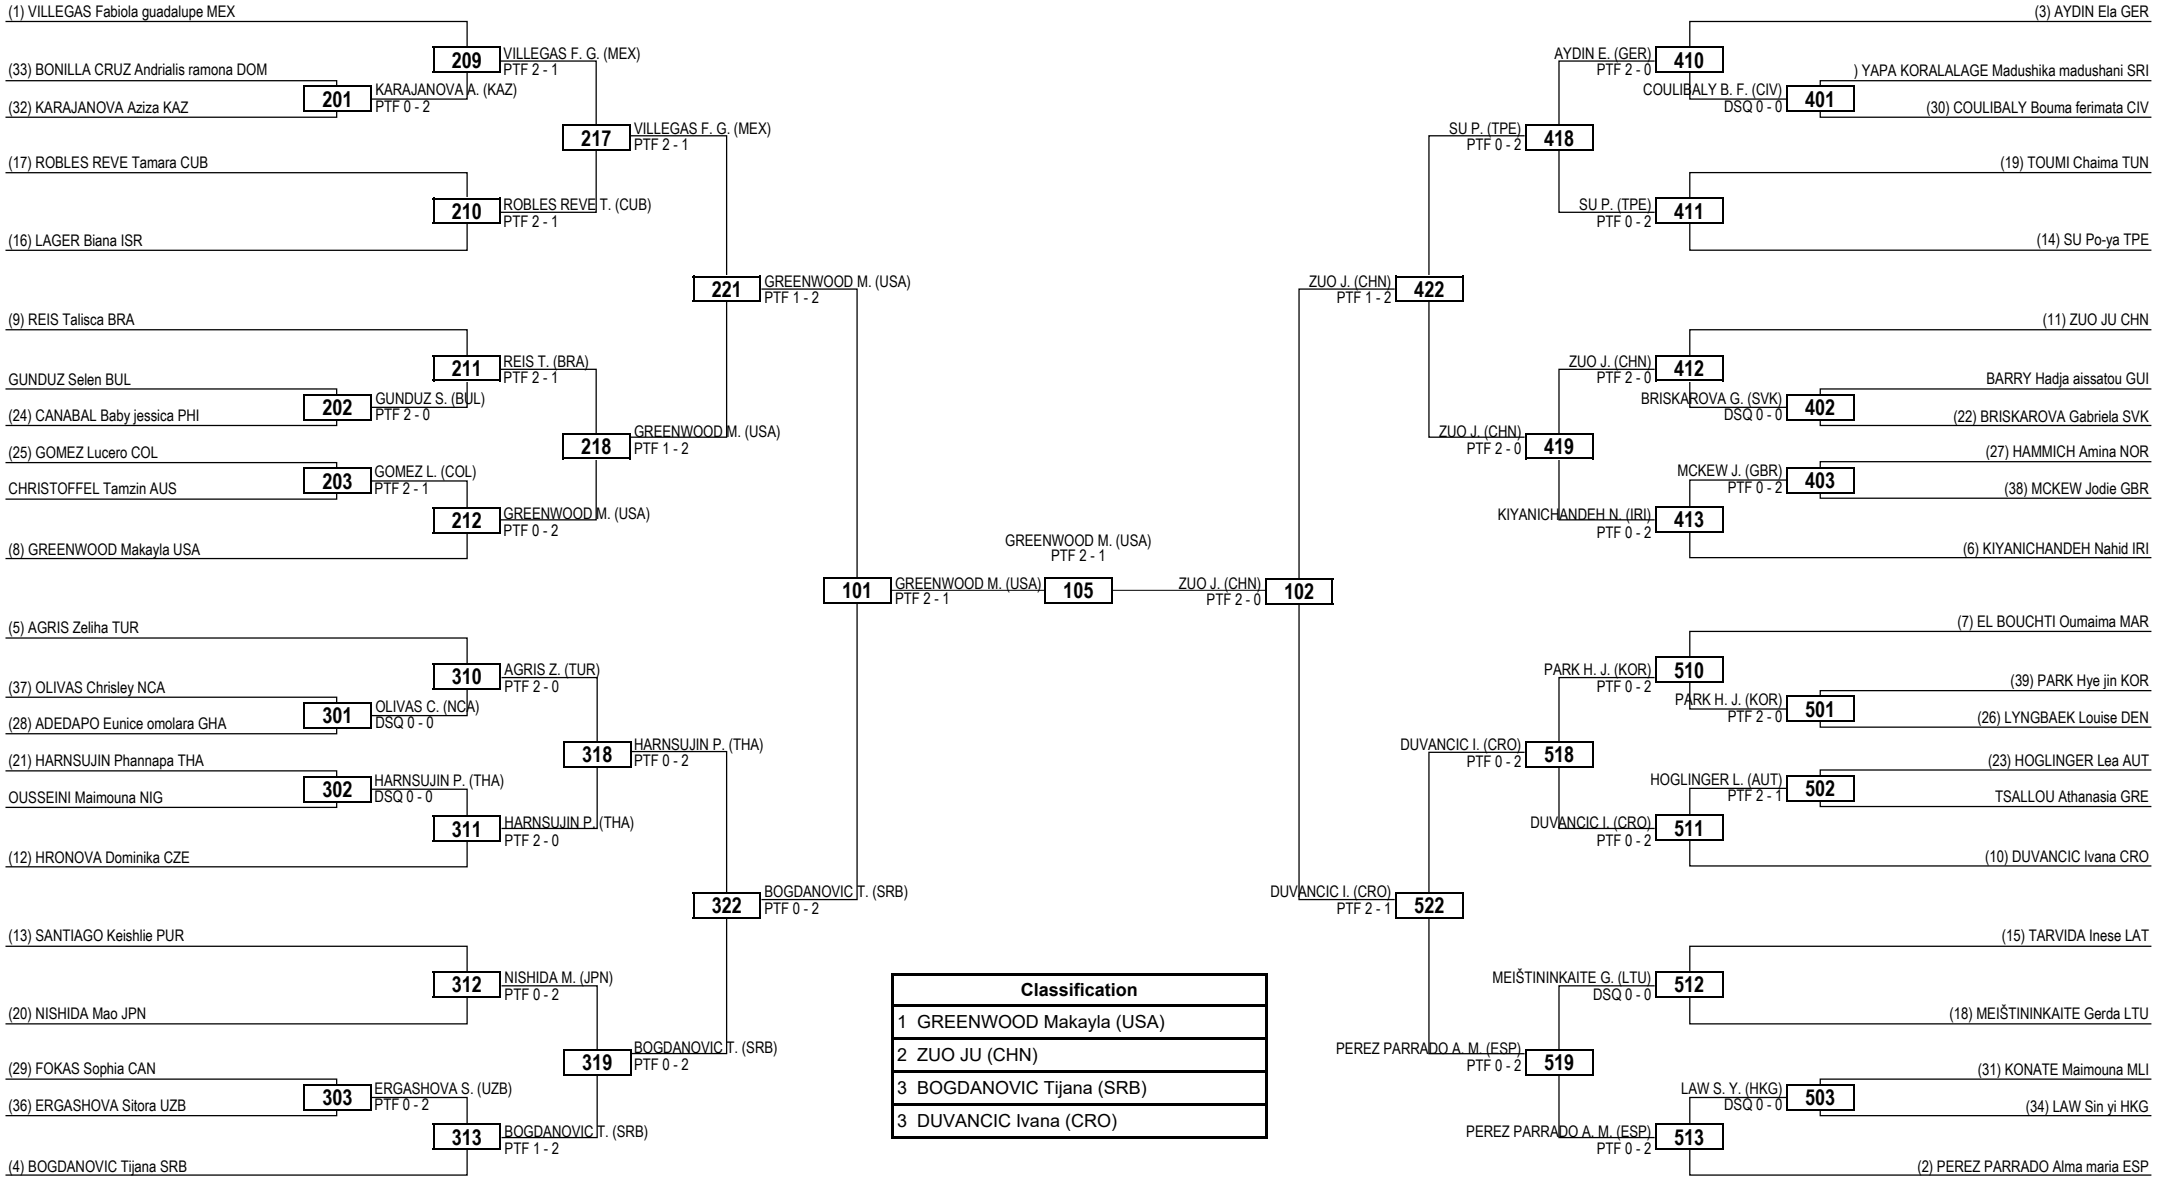 (1) VILLEGAS Fabiola guadalupe MEX
209
VILLEGAS F. G. (MEX)
PTF 2 - 1
(33) BONILLA CRUZ Andrialis ramona DOM
201
KARAJANOVA A. (KAZ)
PTF 0 - 2
(32) KARAJANOVA Aziza KAZ
217
VILLEGAS F. G. (MEX)
PTF 2 - 1
(17) ROBLES REVE Tamara CUB
210
ROBLES REVE T. (CUB)
PTF 2 - 1
(16) LAGER Biana ISR
221
GREENWOOD M. (USA)
PTF 1 - 2
(9) REIS Talisca BRA
211
REIS T. (BRA)
PTF 2 - 1
GUNDUZ Selen BUL
202
GUNDUZ S. (BUL)
PTF 2 - 0
(24) CANABAL Baby jessica PHI
218
GREENWOOD M. (USA)
PTF 1 - 2
(25) GOMEZ Lucero COL
203
GOMEZ L. (COL)
PTF 2 - 1
CHRISTOFFEL Tamzin AUS
212
GREENWOOD M. (USA)
PTF 0 - 2
(8) GREENWOOD Makayla USA
101
GREENWOOD M. (USA)
PTF 2 - 1
GREENWOOD M. (USA)
PTF 2 - 1
105
ZUO J. (CHN)
PTF 2 - 0
102
(5) AGRIS Zeliha TUR
310
AGRIS Z. (TUR)
PTF 2 - 0
(37) OLIVAS Chrisley NCA
301
OLIVAS C. (NCA)
DSQ 0 - 0
(28) ADEDAPO Eunice omolara GHA
318
HARNSUJIN P. (THA)
PTF 0 - 2
(21) HARNSUJIN Phannapa THA
302
HARNSUJIN P. (THA)
DSQ 0 - 0
OUSSEINI Maimouna NIG
311
HARNSUJIN P. (THA)
PTF 2 - 0
(12) HRONOVA Dominika CZE
322
BOGDANOVIC T. (SRB)
PTF 0 - 2
(13) SANTIAGO Keishlie PUR
312
NISHIDA M. (JPN)
PTF 0 - 2
(20) NISHIDA Mao JPN
319
BOGDANOVIC T. (SRB)
PTF 0 - 2
(29) FOKAS Sophia CAN
303
ERGASHOVA S. (UZB)
PTF 0 - 2
(36) ERGASHOVA Sitora UZB
313
BOGDANOVIC T. (SRB)
PTF 1 - 2
(4) BOGDANOVIC Tijana SRB
Classification
1 GREENWOOD Makayla (USA)
2 ZUO JU (CHN)
3 BOGDANOVIC Tijana (SRB)
3 DUVANCIC Ivana (CRO)
(3) AYDIN Ela GER
AYDIN E. (GER)
PTF 2 - 0
410
) YAPA KORALALAGE Madushika madushani SRI
COULIBALY B. F. (CIV)
DSQ 0 - 0
401
(30) COULIBALY Bouma ferimata CIV
SU P. (TPE)
PTF 0 - 2
418
(19) TOUMI Chaima TUN
SU P. (TPE)
PTF 0 - 2
411
(14) SU Po-ya TPE
ZUO J. (CHN)
PTF 1 - 2
422
(11) ZUO JU CHN
ZUO J. (CHN)
PTF 2 - 0
412
BARRY Hadja aissatou GUI
BRISKAROVA G. (SVK)
DSQ 0 - 0
402
(22) BRISKAROVA Gabriela SVK
ZUO J. (CHN)
PTF 2 - 0
419
(27) HAMMICH Amina NOR
MCKEW J. (GBR)
PTF 0 - 2
403
(38) MCKEW Jodie GBR
KIYANICHANDEH N. (IRI)
PTF 0 - 2
413
(6) KIYANICHANDEH Nahid IRI
(7) EL BOUCHTI Oumaima MAR
PARK H. J. (KOR)
PTF 0 - 2
510
(39) PARK Hye jin KOR
PARK H. J. (KOR)
PTF 2 - 0
501
(26) LYNGBAEK Louise DEN
DUVANCIC I. (CRO)
PTF 0 - 2
518
(23) HOGLINGER Lea AUT
HOGLINGER L. (AUT)
PTF 2 - 1
502
TSALLOU Athanasia GRE
DUVANCIC I. (CRO)
PTF 0 - 2
511
(10) DUVANCIC Ivana CRO
DUVANCIC I. (CRO)
PTF 2 - 1
522
(15) TARVIDA Inese LAT
MEIŠTININKAITE G. (LTU)
DSQ 0 - 0
512
(18) MEIŠTININKAITE Gerda LTU
PEREZ PARRADO A. M. (ESP)
PTF 0 - 2
519
(31) KONATE Maimouna MLI
LAW S. Y. (HKG)
DSQ 0 - 0
503
(34) LAW Sin yi HKG
PEREZ PARRADO A. M. (ESP)
PTF 0 - 2
513
(2) PEREZ PARRADO Alma maria ESP